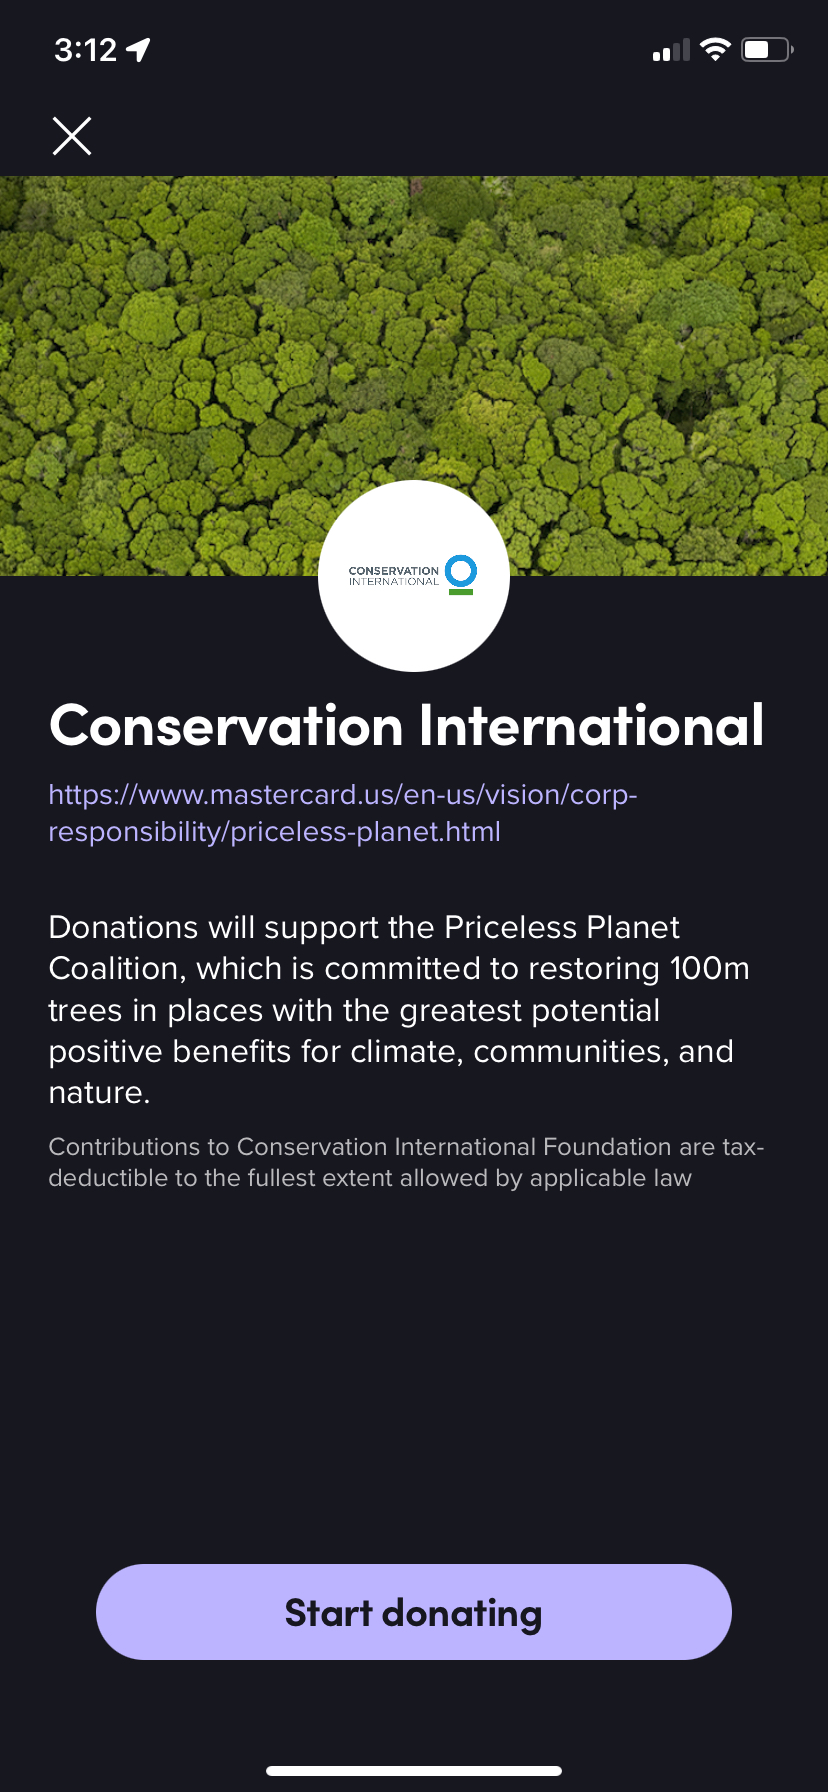 3:12
CONSERVATION
INTERNATIONAL
Conservation International
https://www.mastercard.us/en-us/vision/corp-
responsibility/priceless-planet.html
Donations will support the Priceless Planet
Coalition, which is committed to restoring 100m
trees in places with the greatest potential
positive benefits for climate, communities, and
nature.
Contributions to Conservation International Foundation are tax-
deductible to the fullest extent allowed by applicable law
Start donating